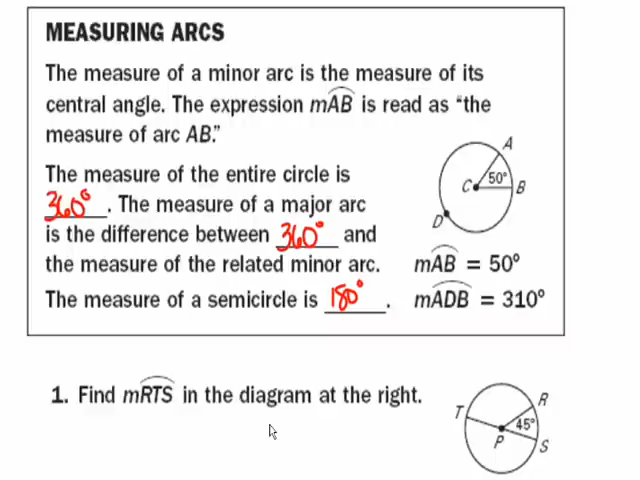 MEASURING ARCS
The measure of a minor arc is the measure of its
central angle. The expression mAB is read as "the
measure of arc AB."
The measure of the entire circle is
360°. The measure of a major arc
is the difference between 360° and
the measure of the related minor arc.
The measure of a semicircle is 180°.
A
50°
C
B
D
mAB = 50°
mADB = 310°
1. Find mRTS in the diagram at the right.
T
R
45°
P
S